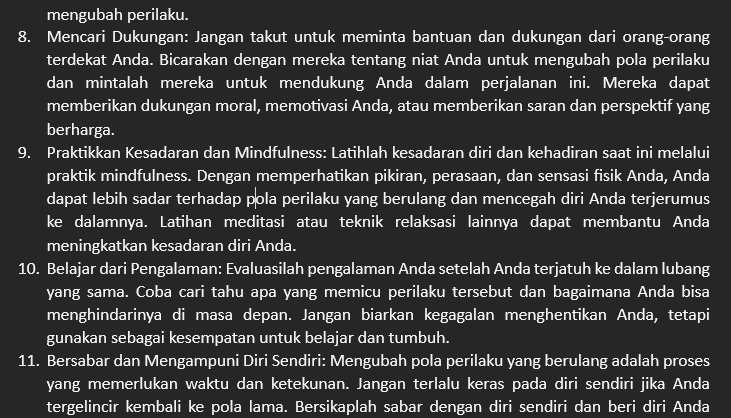 mengubah perilaku.
8. Mencari Dukungan: Jangan takut untuk meminta bantuan dan dukungan dari orang-orang
terdekat Anda. Bicarakan dengan mereka tentang niat Anda untuk mengubah pola perilaku
dan mintalah mereka untuk mendukung Anda dalam perjalanan ini. Mereka dapat
memberikan dukungan moral, memotivasi Anda, atau memberikan saran dan perspektif yang
berharga.
9. Praktikkan Kesadaran dan Mindfulness: Latihlah kesadaran diri dan kehadiran saat ini melalui
praktik mindfulness. Dengan memperhatikan pikiran, perasaan, dan sensasi fisik Anda, Anda
dapat lebih sadar terhadap pola perilaku yang berulang dan mencegah diri Anda terjerumus
ke dalamnya. Latihan meditasi atau teknik relaksasi lainnya dapat membantu Anda
meningkatkan kesadaran diri Anda.
10. Belajar dari Pengalaman: Evaluasilah pengalaman Anda setelah Anda terjatuh ke dalam lubang
yang sama. Coba cari tahu apa yang memicu perilaku tersebut dan bagaimana Anda bisa
menghindarinya di masa depan. Jangan biarkan kegagalan menghentikan Anda, tetapi
gunakan sebagai kesempatan untuk belajar dan tumbuh.
11. Bersabar dan Mengampuni Diri Sendiri: Mengubah pola perilaku yang berulang adalah proses
yang memerlukan waktu dan ketekunan. Jangan terlalu keras pada diri sendiri jika Anda
tergelincir kembali ke pola lama. Bersikaplah sabar dengan diri sendiri dan beri diri Anda